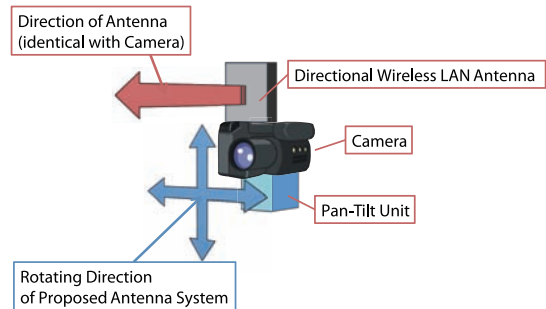 Direction of Antenna
(identical with Camera)
Directional Wireless LAN Antenna
Camera
Pan-Tilt Unit
Rotating Direction
of Proposed Antenna System